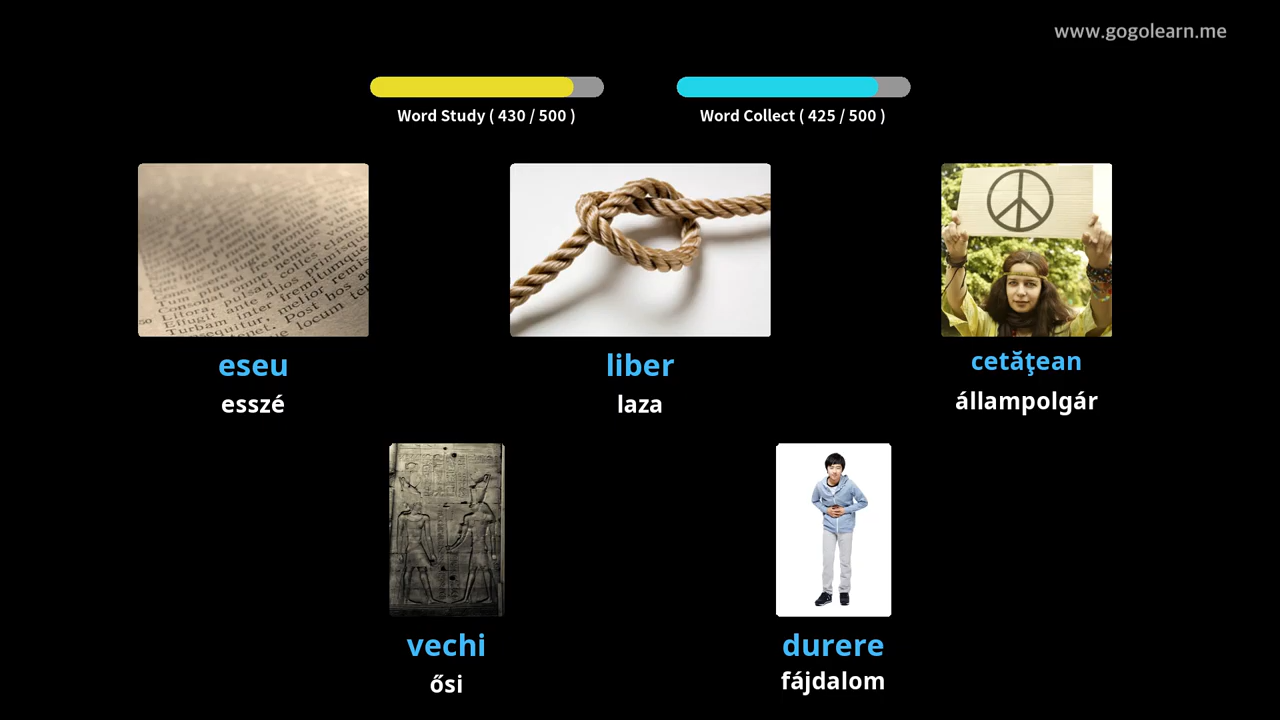 www.gogolearn.me
Word Study ( 430 / 500 )
Word Collect ( 425 / 500 )
eseu
liber
cetăţean
esszé
laza
állampolgár
vechi
durere
ősi
fájdalom